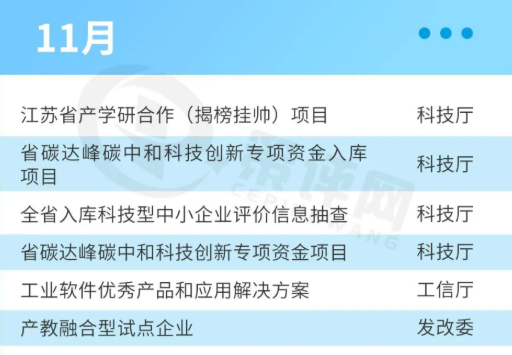 11月
江苏省产学研合作（揭榜挂帅）项目 科技厅
省碳达峰碳中和科技创新专项资金入库
项目 科技厅
全省入库科技型中小企业评价信息抽查 科技厅
省碳达峰碳中和科技创新专项资金项目 科技厅
工业软件优秀产品和应用解决方案 工信厅
产教融合型试点企业 发改委